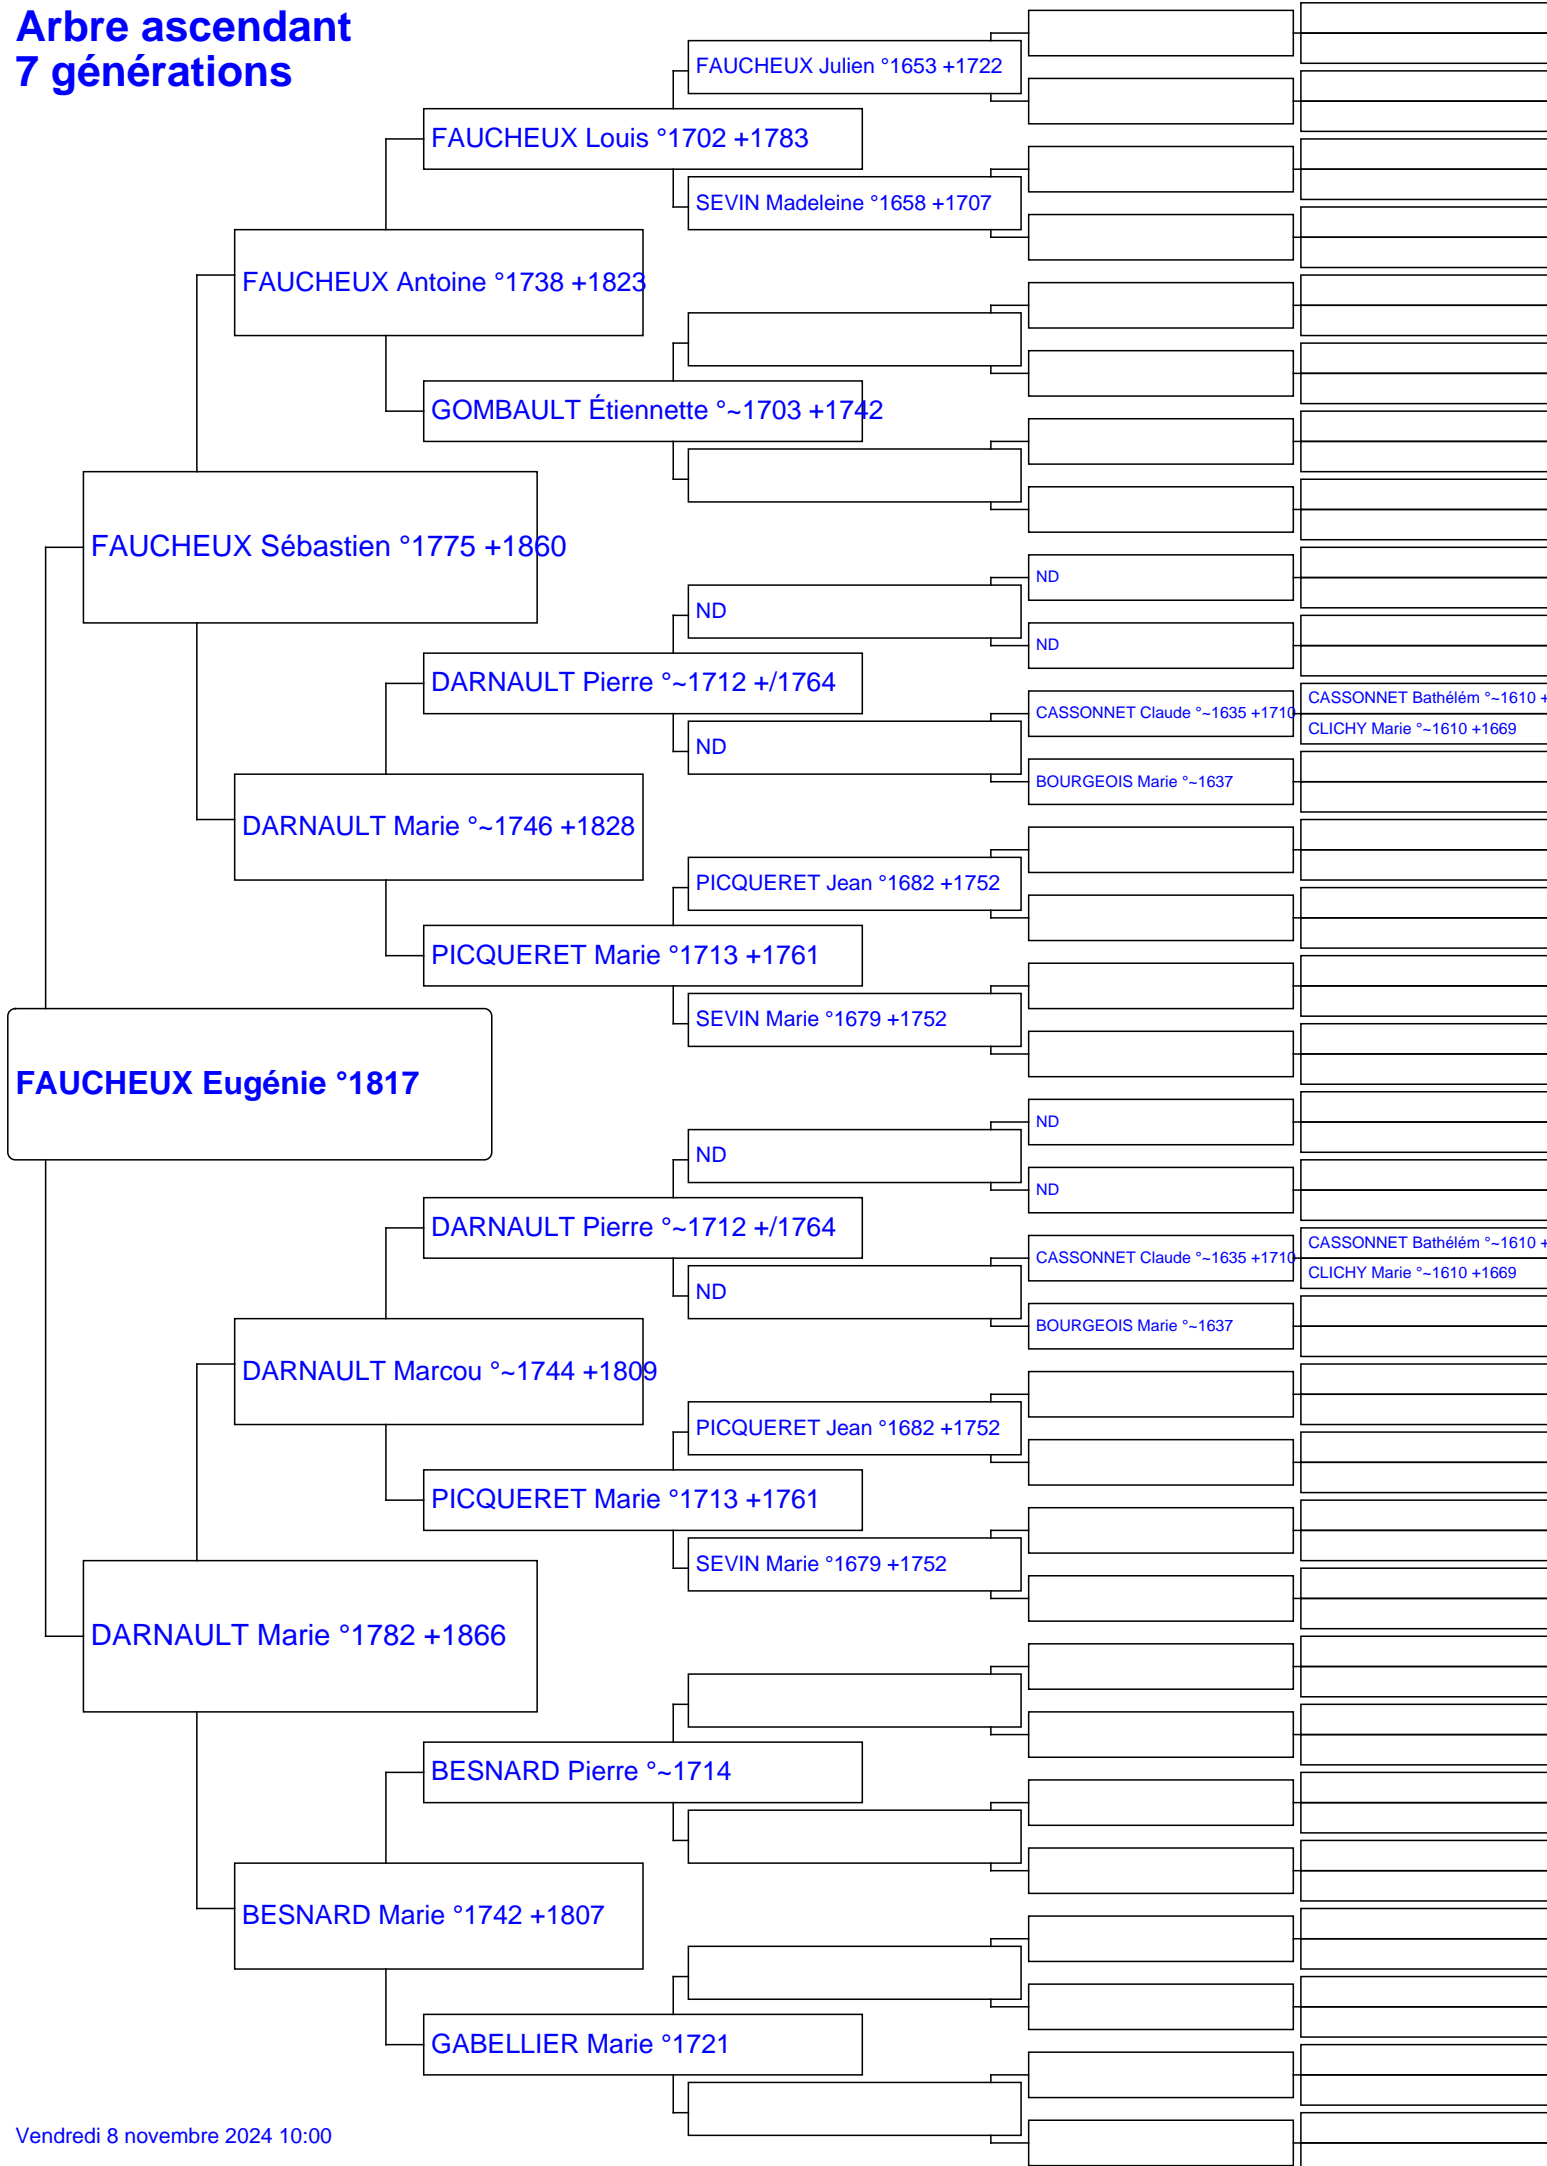 Arbre ascendant
7 générations
FAUCHEUX Julien °1653 +1722
FAUCHEUX Louis °1702 +1783
SEVIN Madeleine °1658 +1707
FAUCHEUX Antoine °1738 +1823
GOMBAULT Étiennette °~1703 +1742
FAUCHEUX Sébastien °1775 +1860
ND
ND
ND
DARNAULT Pierre °~1712 +/1764
CASSONNET Bathélém °~1610 +
CASSONNET Claude °~1635 +1710
CLICHY Marie °~1610 +1669
ND
BOURGEOIS Marie °~1637
DARNAULT Marie °~1746 +1828
PICQUERET Jean °1682 +1752
PICQUERET Marie °1713 +1761
SEVIN Marie °1679 +1752
FAUCHEUX Eugénie °1817
ND
ND
ND
DARNAULT Pierre °~1712 +/1764
CASSONNET Bathélém °~1610 +
CASSONNET Claude °~1635 +1710
CLICHY Marie °~1610 +1669
ND
BOURGEOIS Marie °~1637
DARNAULT Marcou °~1744 +1809
PICQUERET Jean °1682 +1752
PICQUERET Marie °1713 +1761
SEVIN Marie °1679 +1752
DARNAULT Marie °1782 +1866
BESNARD Pierre °~1714
BESNARD Marie °1742 +1807
GABELLIER Marie °1721
Vendredi 8 novembre 2024 10:00